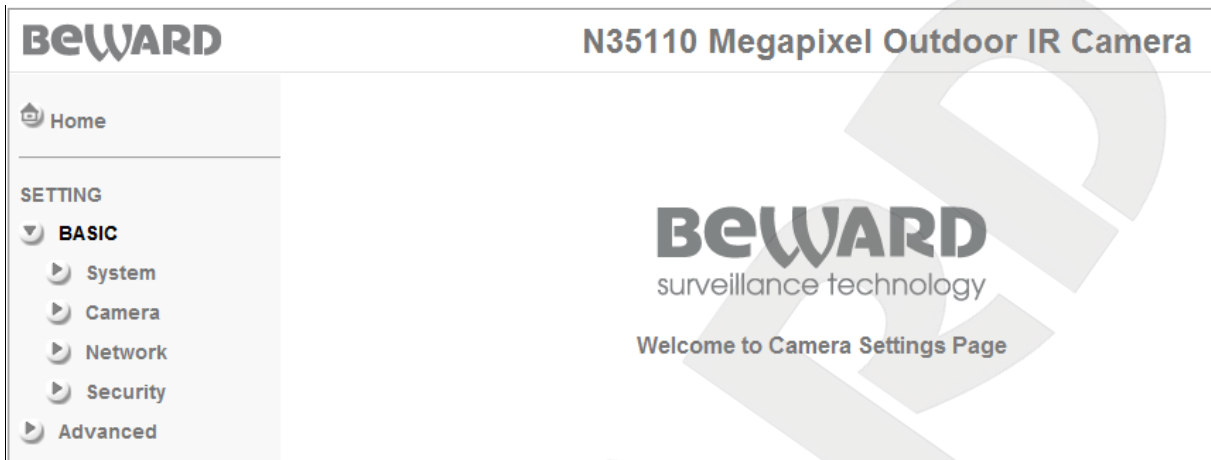 BEWARD
N35110 Megapixel Outdoor IR Camera
Home
SETTING
BASIC
System
Camera
Network
Security
Advanced
BEWARD
surveillance technology
Welcome to Camera Settings Page